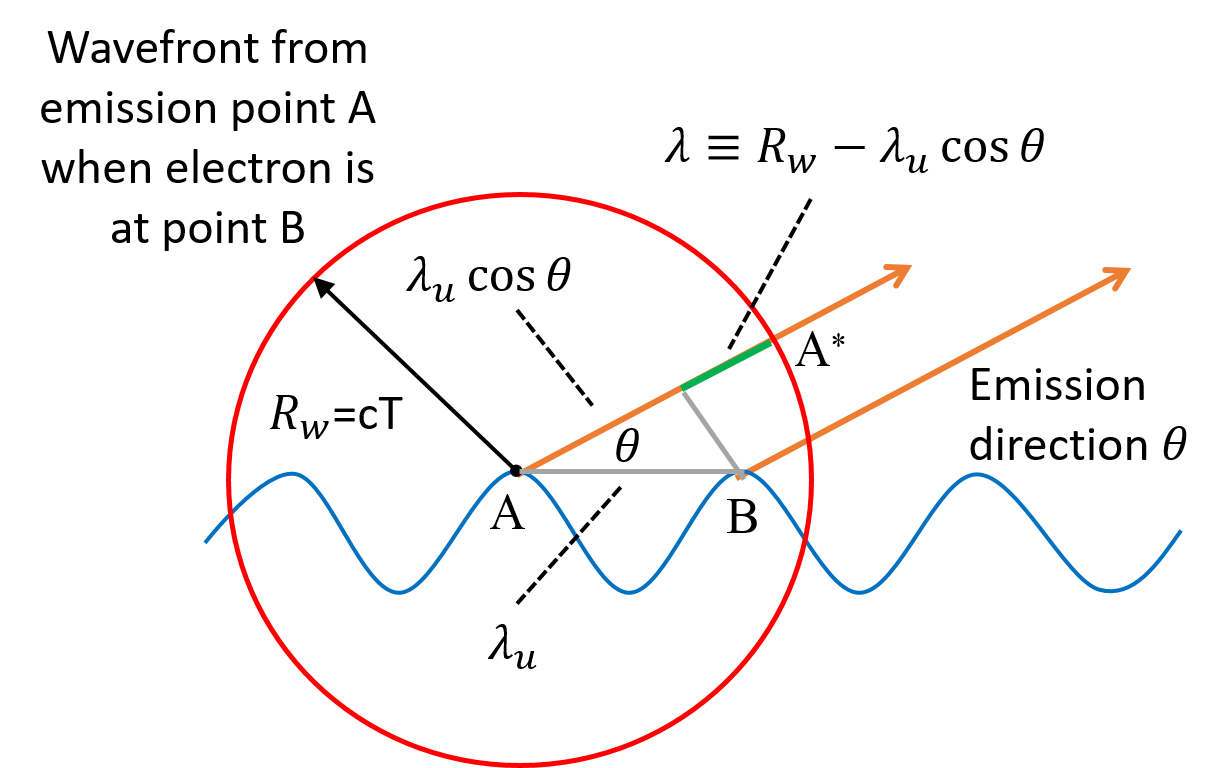 Wavefront from
emission point A
when electron is
at point B
λ ≡ R_w − λ_u cos θ
λ_u cos θ
A*
R_w=cT
θ
Emission
direction θ
A
B
λ_u